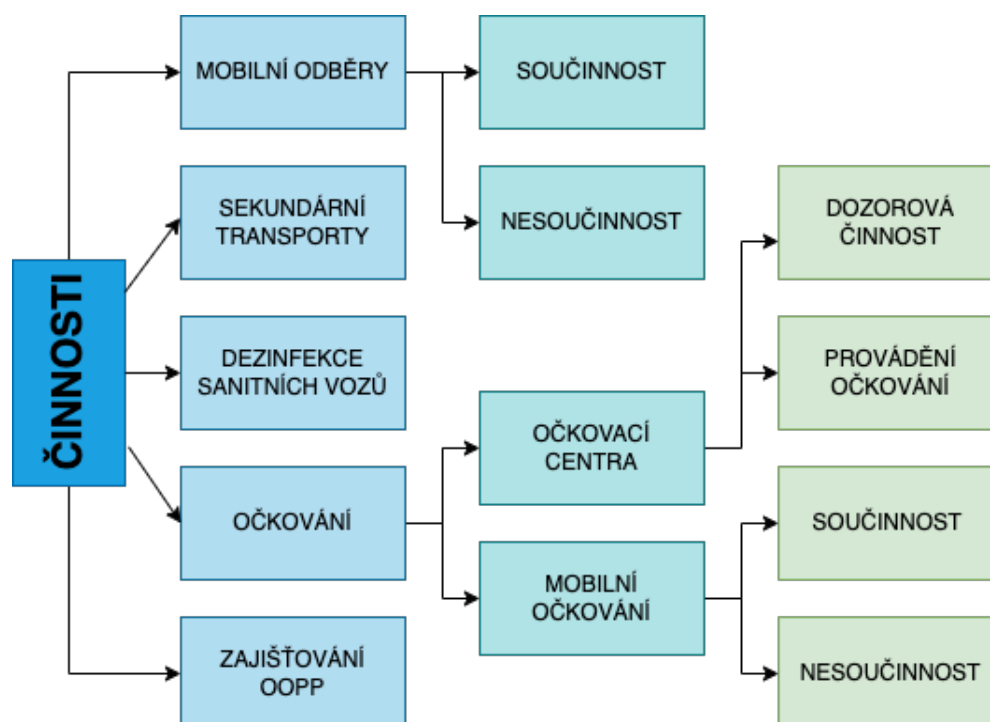 ČINNOSTI
MOBILNÍ ODBĚRY
SOUČINNOST
NESOUČINNOST
SEKUNDÁRNÍ
TRANSPORTY
DEZINFEKCE
SANITNÍCH VOZŮ
OČKOVÁNÍ
OČKOVACÍ
CENTRA
DOZOROVÁ
ČINNOST
PROVÁDĚNÍ
OČKOVÁNÍ
MOBILNÍ
OČKOVÁNÍ
SOUČINNOST
NESOUČINNOST
ZAJIŠŤOVÁNÍ
OOPP